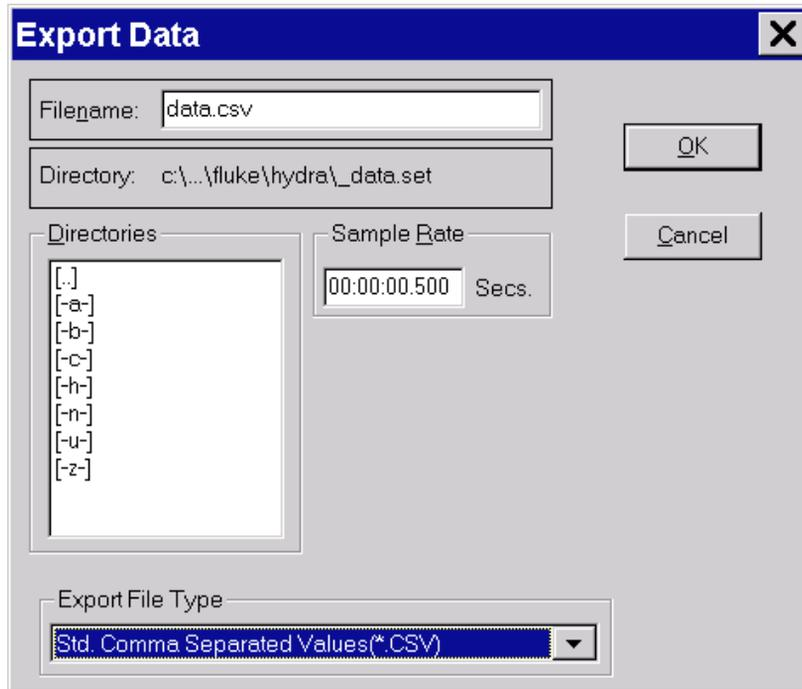 Export Data
Filename: data.csv
OK
Directory: c:\...\fluke\hydra\_data.set
Cancel
Directories
[..]
[-a-]
[-b-]
[-c-]
[-h-]
[-n-]
[-u-]
[-z-]
Sample Rate
00:00:00.500 Secs.
Export File Type
Std. Comma Separated Values(*.CSV)